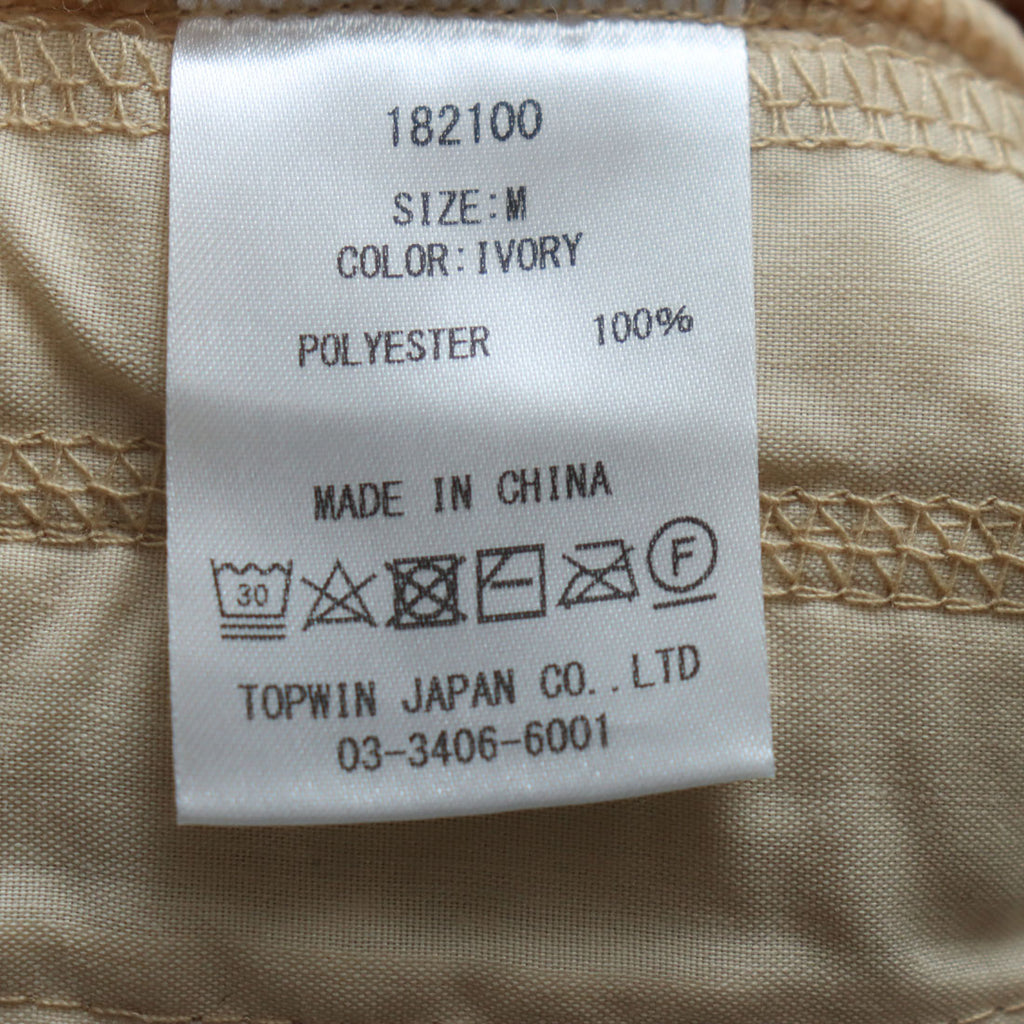 182100
SIZE:M
COLOR:IVORY
POLYESTER 100%
MADE IN CHINA
30 F
TOPWIN JAPAN CO..LTD
03-3406-6001